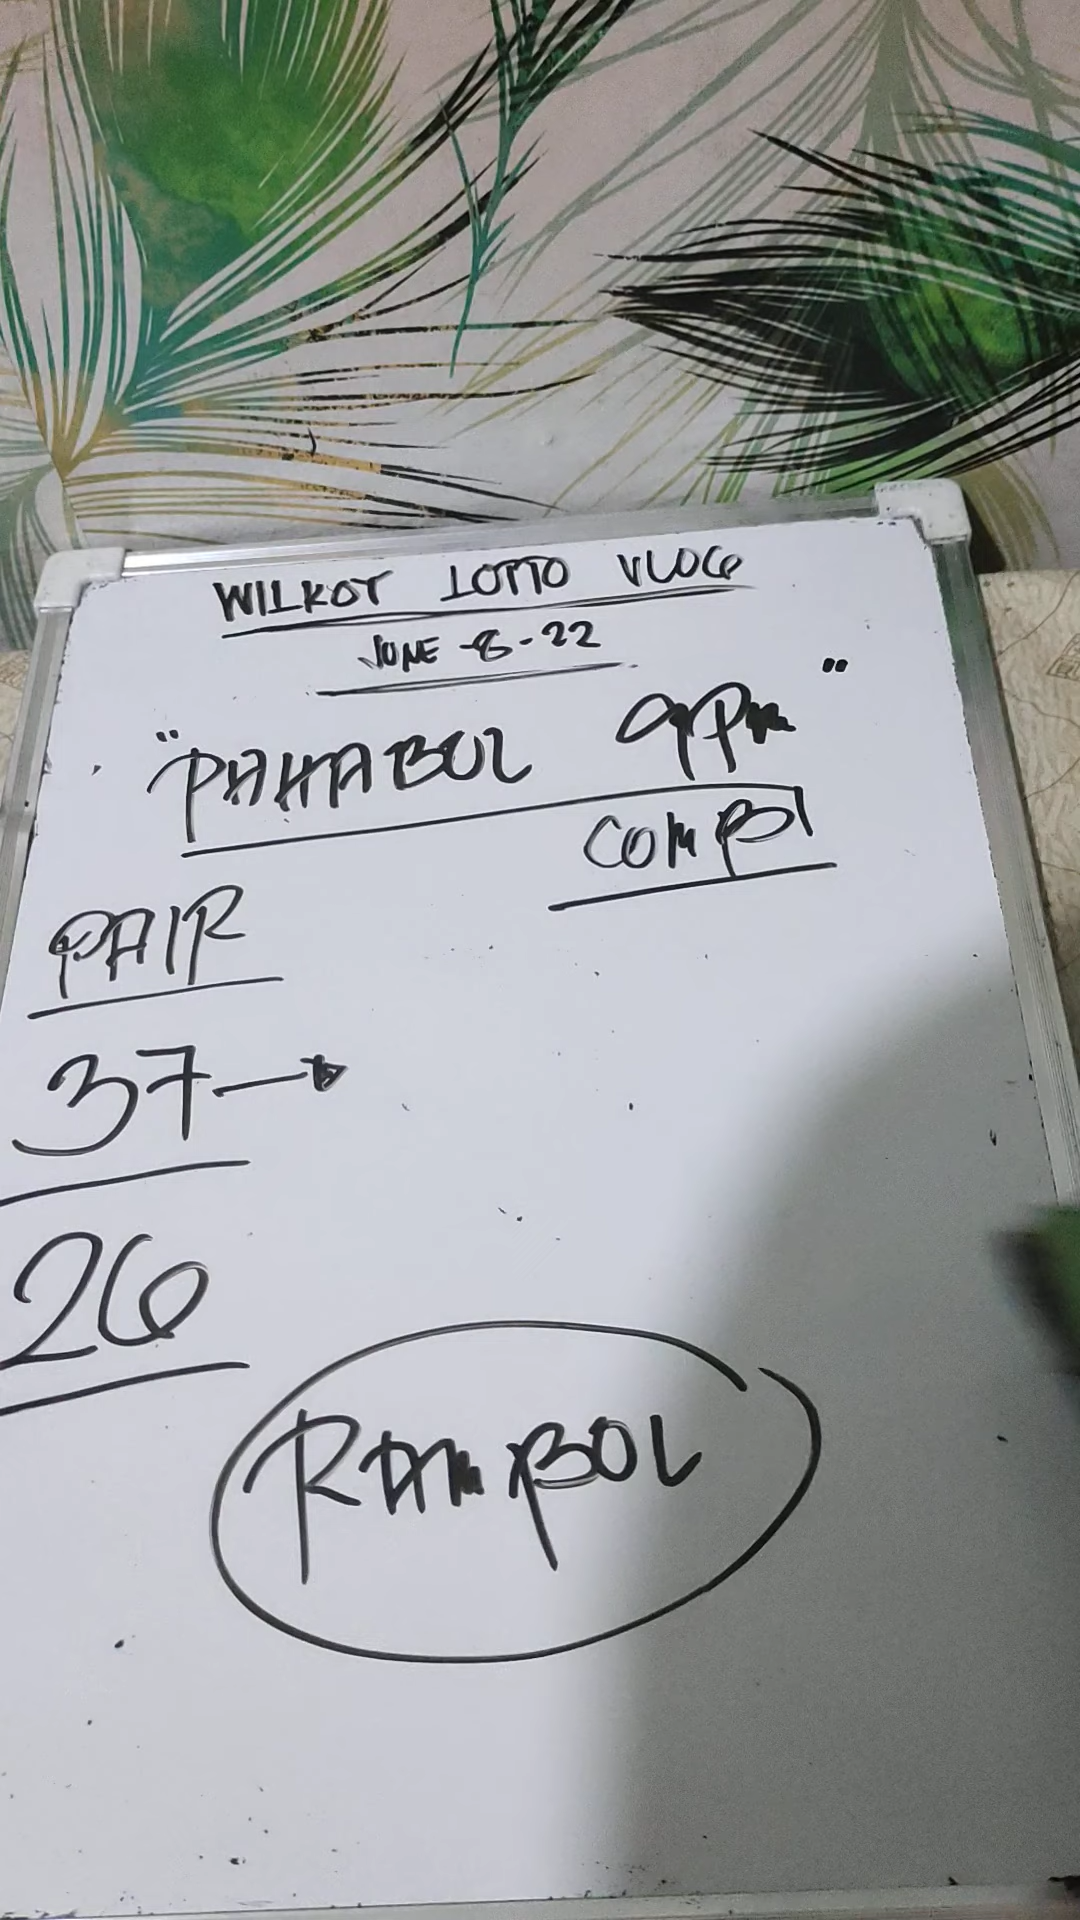 WILKOT LOTTO VLOG
JUNE -8-22
"PAHABOL 9Pm"
COMBI
PAIR
37→
26
RAMBOL